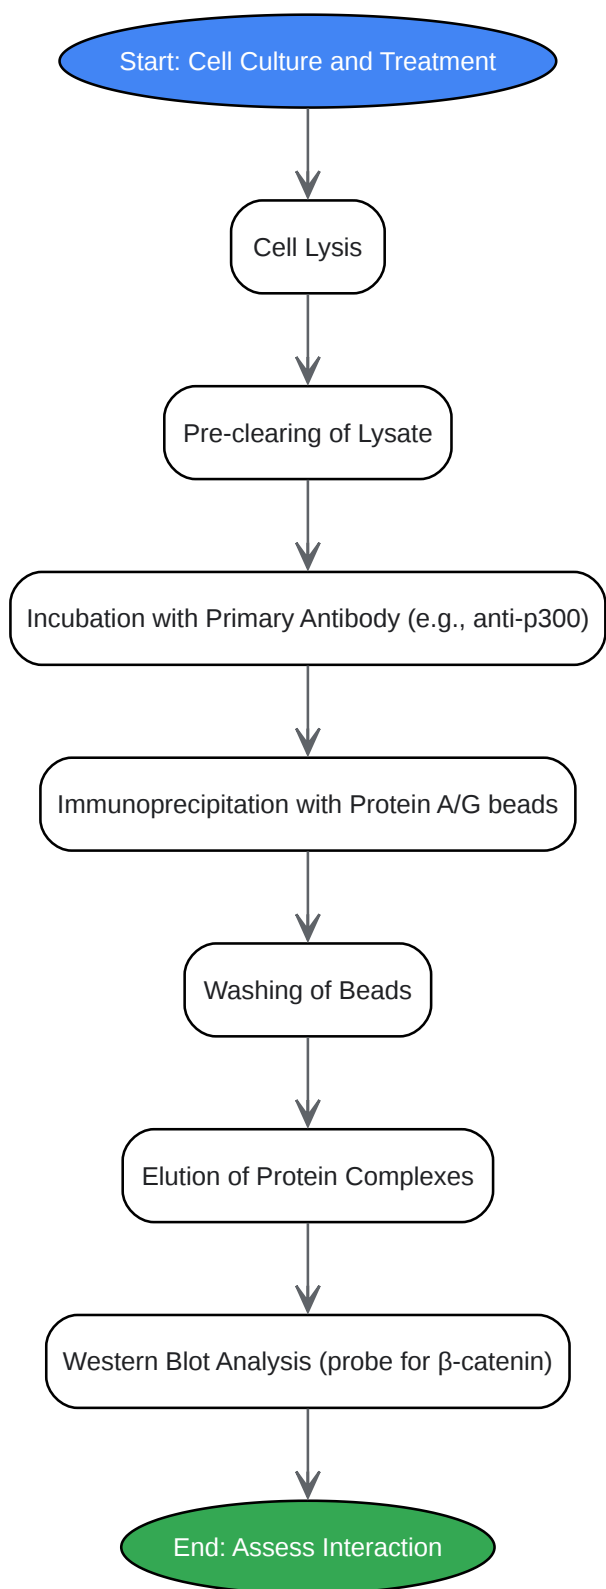 Start: Cell Culture and Treatment
Cell Lysis
Pre-clearing of Lysate
Incubation with Primary Antibody (e.g., anti-p300)
Immunoprecipitation with Protein A/G beads
Washing of Beads
Elution of Protein Complexes
Western Blot Analysis (probe for β-catenin)
End: Assess Interaction